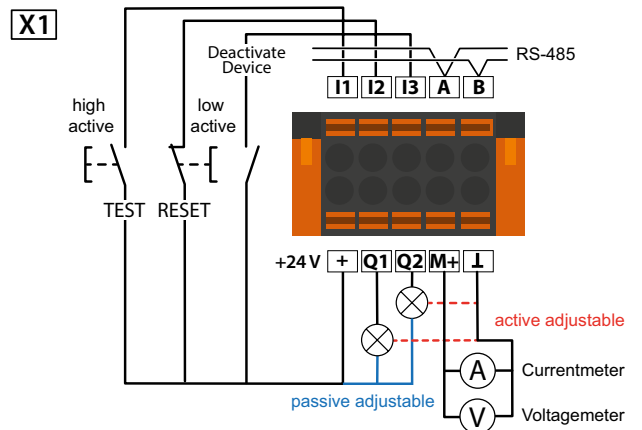 X1
Deactivate
Device
RS-485
I1 I2 I3 A B
high
active
low
active
TEST RESET
+24 V + Q1 Q2 M+ ⊥
active adjustable
passive adjustable
A Currentmeter
V Voltagemeter